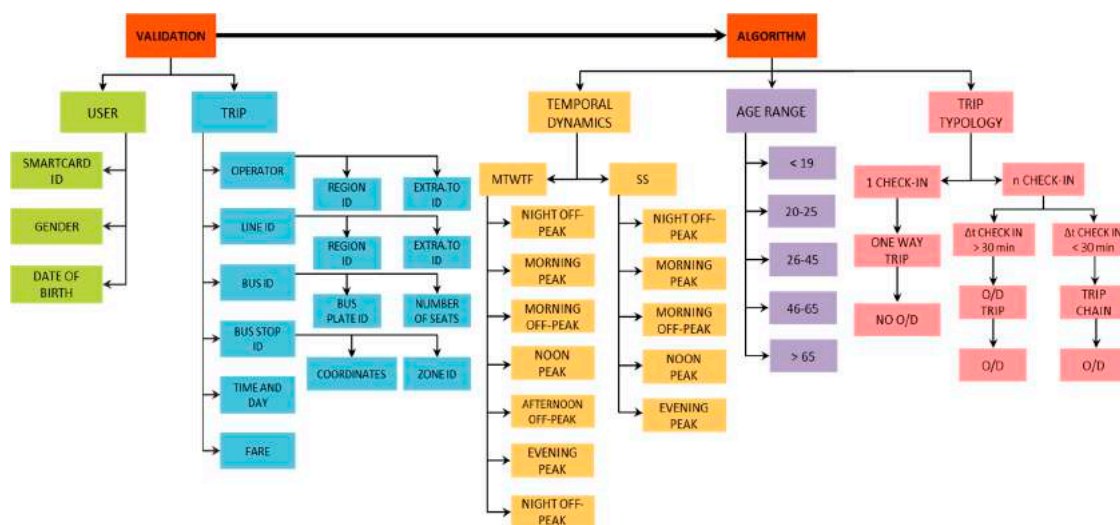 VALIDATION
ALGORITHM
USER
TRIP
TEMPORAL
DYNAMICS
AGE RANGE
TRIP
TYPOLOGY
SMARTCARD
ID
GENDER
DATE OF
BIRTH
OPERATOR
REGION
ID
EXTRA.TO
ID
LINE ID
REGION
ID
EXTRA.TO
ID
BUS ID
BUS
PLATE ID
NUMBER
OF SEATS
BUS STOP
ID
COORDINATES
ZONE ID
TIME AND
DAY
FARE
MTWTF
NIGHT OFF-
PEAK
MORNING
PEAK
MORNING
OFF-PEAK
NOON
PEAK
AFTERNOON
OFF-PEAK
EVENING
PEAK
NIGHT OFF-
PEAK
SS
NIGHT OFF-
PEAK
MORNING
PEAK
MORNING
OFF-PEAK
NOON
PEAK
EVENING
PEAK
< 19
20-25
26-45
46-65
> 65
1 CHECK-IN
ONE WAY
TRIP
NO O/D
n CHECK-IN
Δt CHECK IN
> 30 min
O/D
TRIP
O/D
Δt CHECK IN
< 30 min
TRIP
CHAIN
O/D